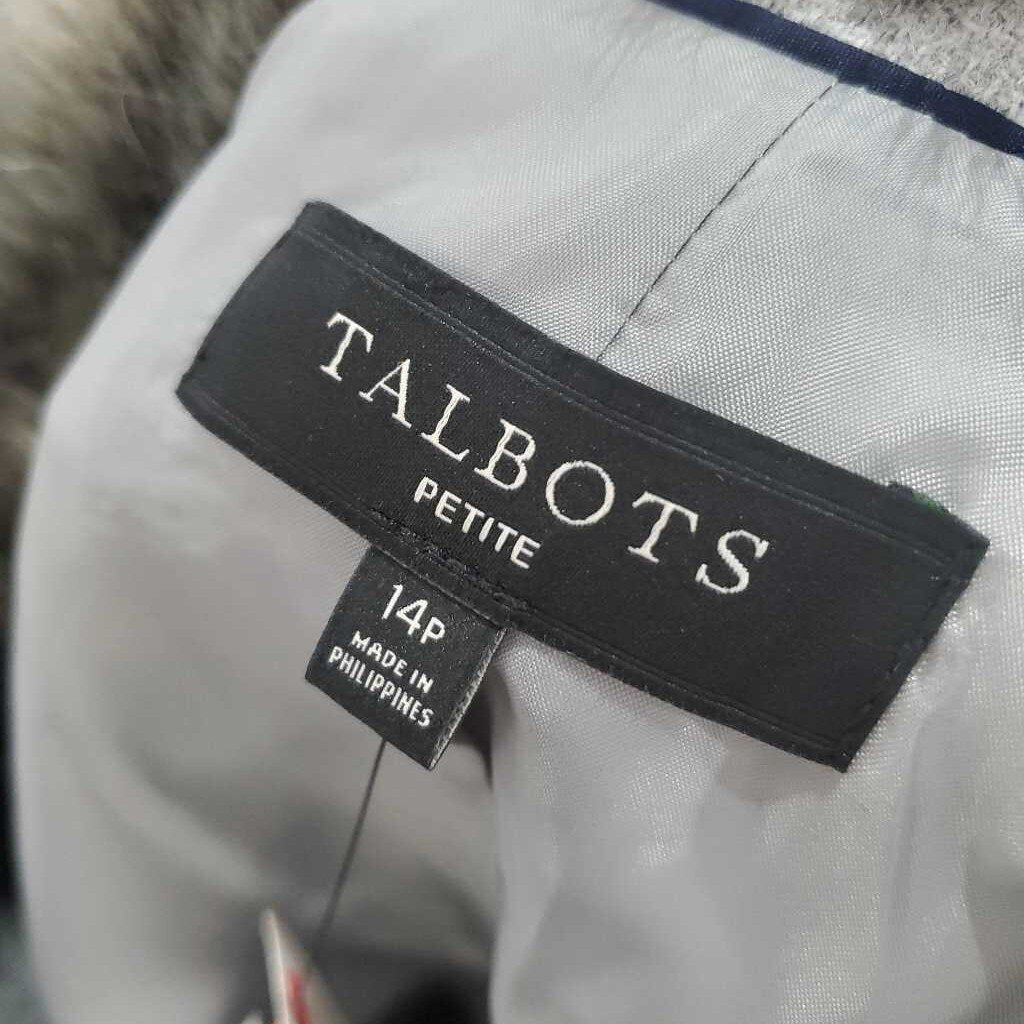 TALBOTS
PETITE
14P
MADE IN
PHILIPPINES